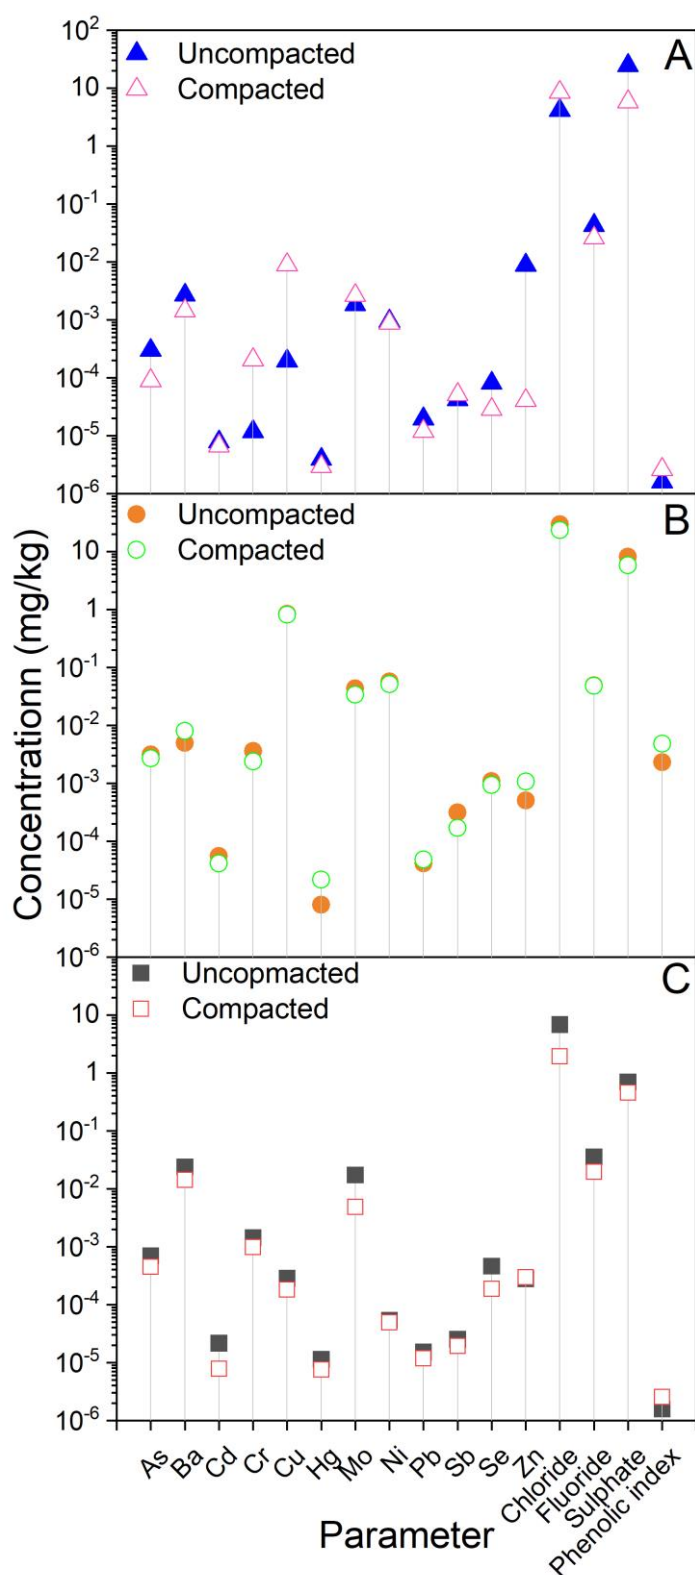 Concentrationn (mg/kg)
10²
10
1
10⁻¹
10⁻²
10⁻³
10⁻⁴
10⁻⁵
10⁻⁶
Uncompacted
Compacted
A
10
1
10⁻¹
10⁻²
10⁻³
10⁻⁴
10⁻⁵
10⁻⁶
Uncompacted
Compacted
B
10
1
10⁻¹
10⁻²
10⁻³
10⁻⁴
10⁻⁵
10⁻⁶
Uncopmacted
Compacted
C
As
Ba
Cd
Cr
Cu
Hg
Mo
Ni
Pb
Sb
Se
Zn
Chloride
Fluoride
Sulphate
Phenolic index
Parameter